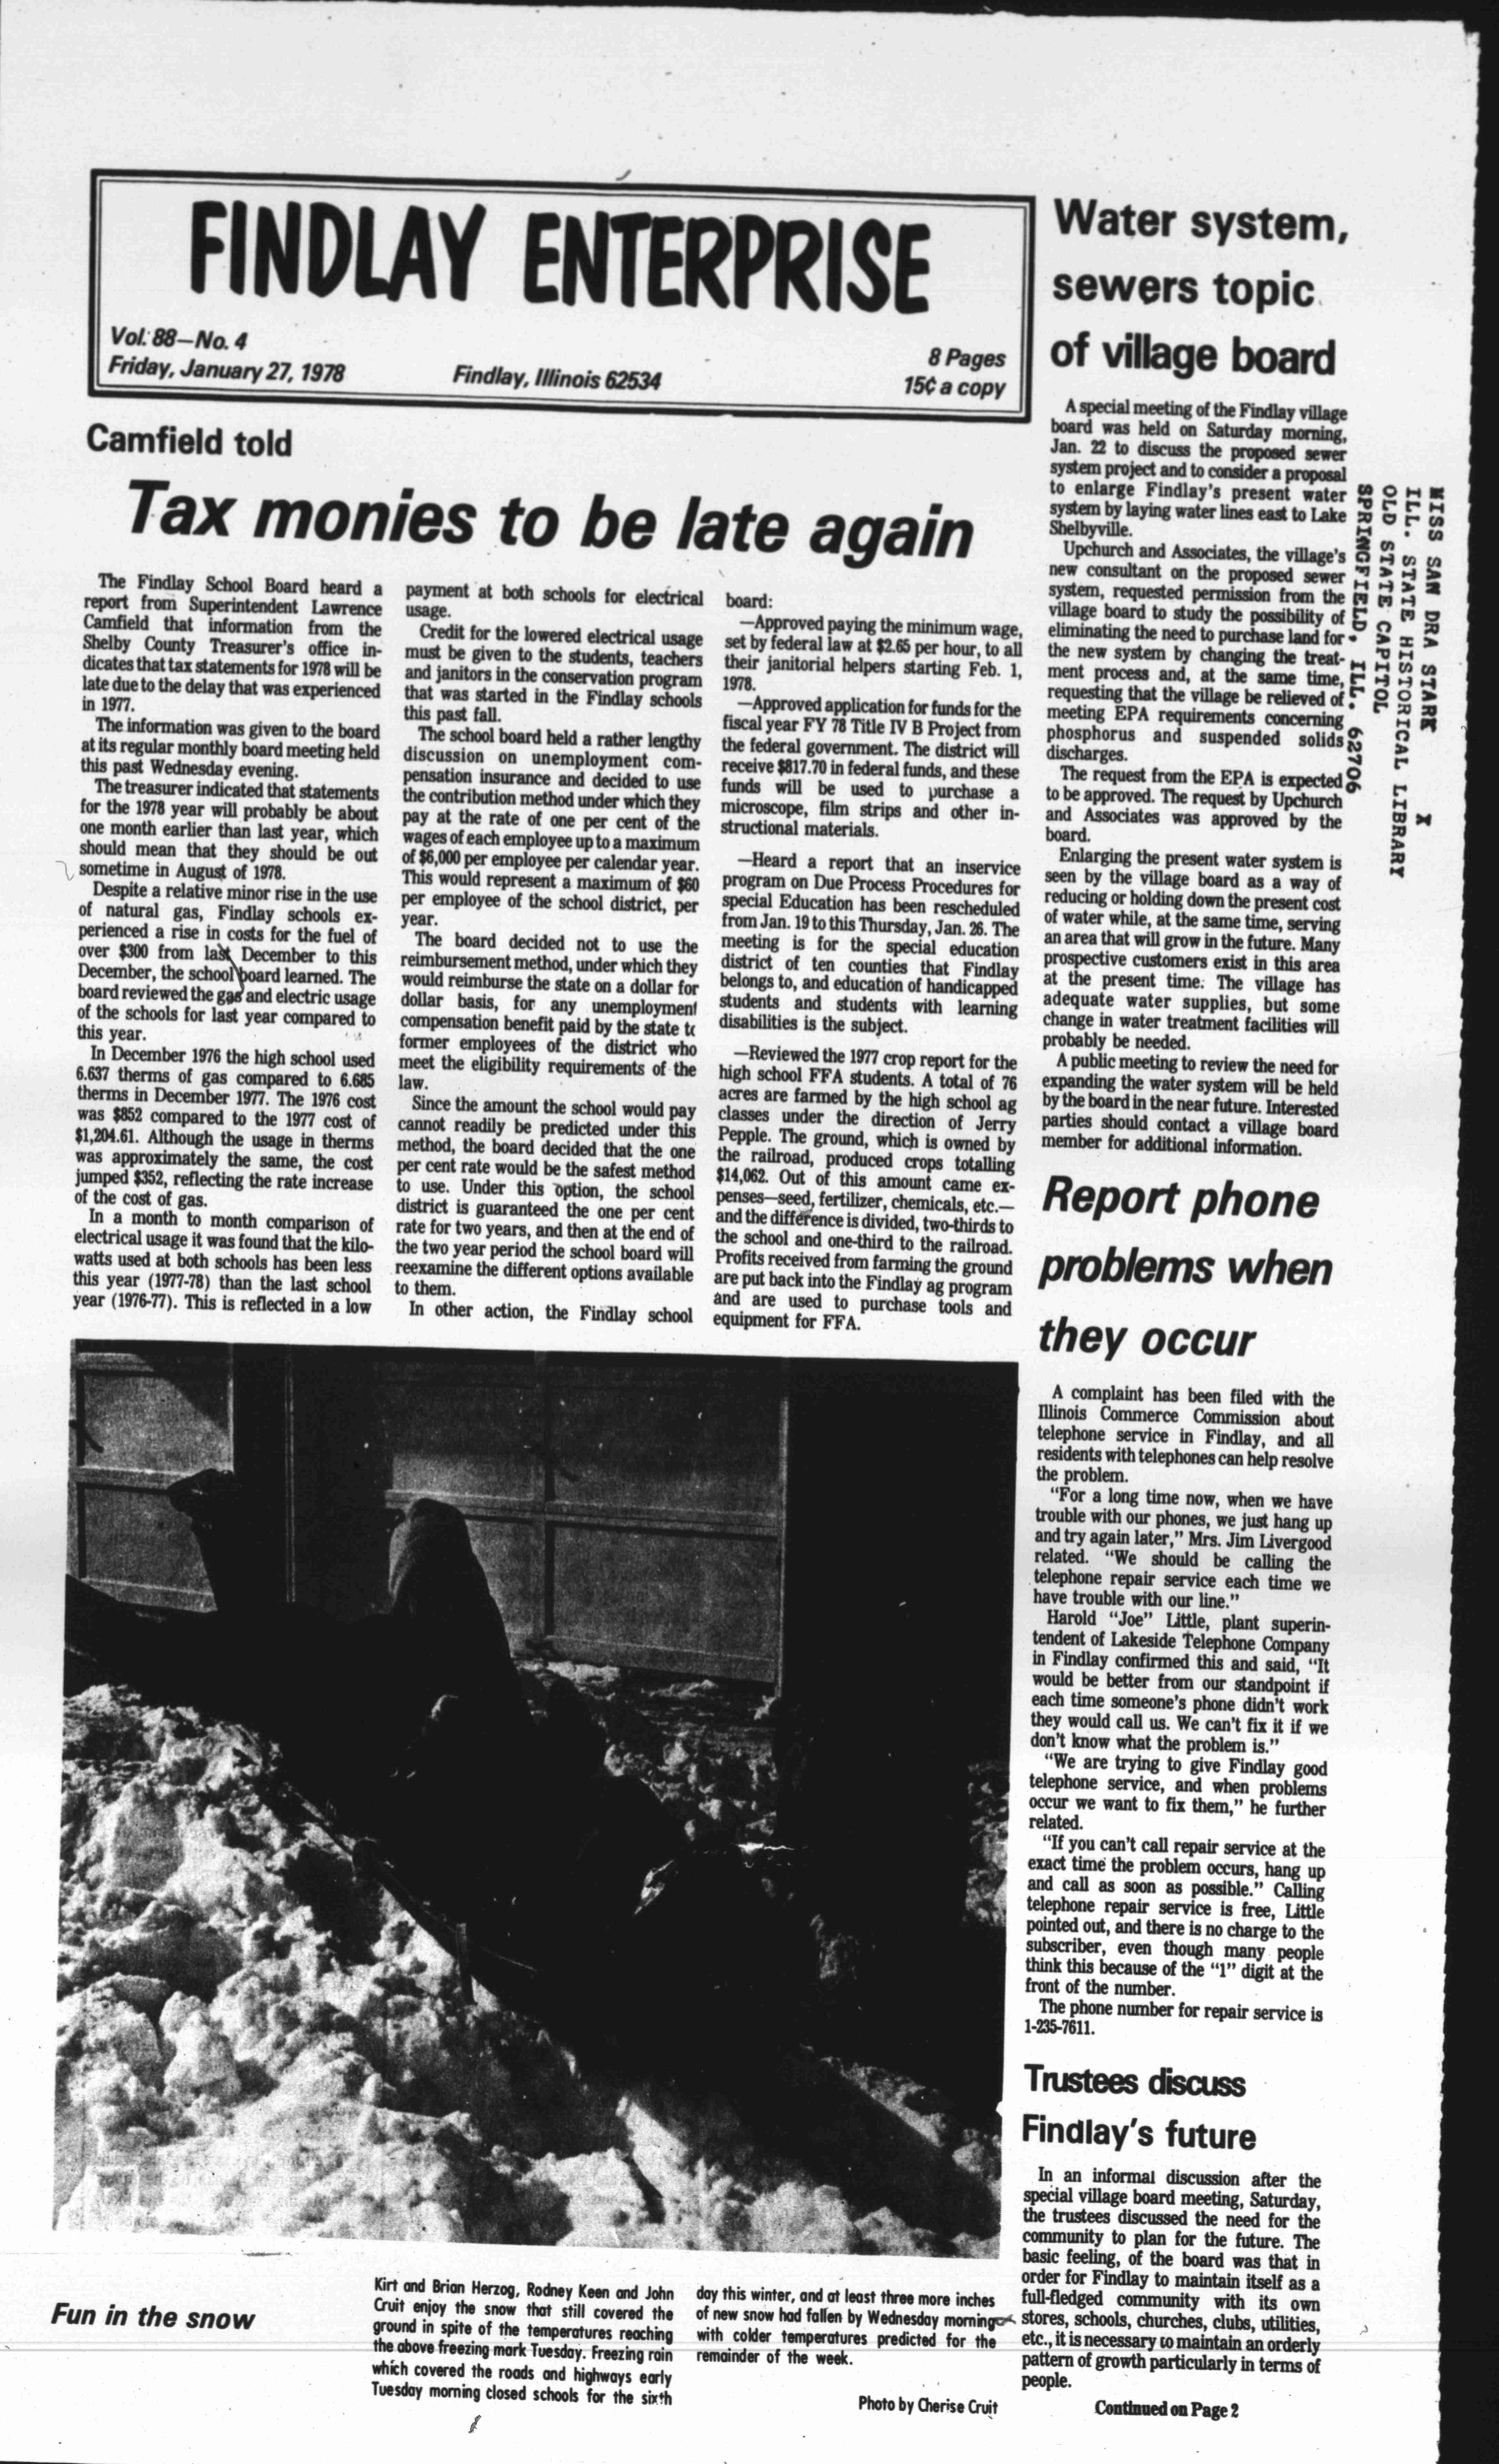 FINDLAY ENTERPRISE
Vol. 88—No. 4
Friday, January 27, 1978
Findlay, Illinois 62534
8 Pages
15¢ a copy
Camfield told
Tax monies to be late again
The Findlay School Board heard a
report from Superintendent Lawrence
Camfield that information from the
Shelby County Treasurer's office in-
dicates that tax statements for 1978 will be
late due to the delay that was experienced
in 1977.
The information was given to the board
at its regular monthly board meeting held
this past Wednesday evening.
The treasurer indicated that statements
for the 1978 year will probably be about
one month earlier than last year, which
should mean that they should be out
sometime in August of 1978.
Despite a relative minor rise in the use
of natural gas, Findlay schools ex-
perienced a rise in costs for the fuel of
over $300 from last December to this
December, the school board learned. The
board reviewed the gas and electric usage
of the schools for last year compared to
this year.
In December 1976 the high school used
6.637 therms of gas compared to 6.685
therms in December 1977. The 1976 cost
was $852 compared to the 1977 cost of
$1,204.61. Although the usage in therms
was approximately the same, the cost
jumped $352, reflecting the rate increase
of the cost of gas.
In a month to month comparison of
electrical usage it was found that the kilo-
watts used at both schools has been less
this year (1977-78) than the last school
year (1976-77). This is reflected in a low
payment at both schools for electrical
usage.
Credit for the lowered electrical usage
must be given to the students, teachers
and janitors in the conservation program
that was started in the Findlay schools
this past fall.
The school board held a rather lengthy
discussion on unemployment com-
pensation insurance and decided to use
the contribution method under which they
pay at the rate of one per cent of the
wages of each employee up to a maximum
of $6,000 per employee per calendar year.
This would represent a maximum of $60
per employee of the school district, per
year.
The board decided not to use the
reimbursement method, under which they
would reimburse the state on a dollar for
dollar basis, for any unemployment
compensation benefit paid by the state to
former employees of the district who
meet the eligibility requirements of the
law.
Since the amount the school would pay
cannot readily be predicted under this
method, the board decided that the one
per cent rate would be the safest method
to use. Under this option, the school
district is guaranteed the one per cent
rate for two years, and then at the end of
the two year period the school board will
reexamine the different options available
to them.
In other action, the Findlay school
board:
—Approved paying the minimum wage,
set by federal law at $2.65 per hour, to all
their janitorial helpers starting Feb. 1,
1978.
—Approved application for funds for the
fiscal year FY 78 Title IV B Project from
the federal government. The district will
receive $817.70 in federal funds, and these
funds will be used to purchase a
microscope, film strips and other in-
structional materials.
—Heard a report that an inservice
program on Due Process Procedures for
special Education has been rescheduled
from Jan. 19 to this Thursday, Jan. 26. The
meeting is for the special education
district of ten counties that Findlay
belongs to, and education of handicapped
students and students with learning
disabilities is the subject.
—Reviewed the 1977 crop report for the
high school FFA students. A total of 76
acres are farmed by the high school ag
classes under the direction of Jerry
Pepple. The ground, which is owned by
the railroad, produced crops totalling
$14,062. Out of this amount came ex-
penses—seed, fertilizer, chemicals, etc.—
and the difference is divided, two-thirds to
the school and one-third to the railroad.
Profits received from farming the ground
are put back into the Findlay ag program
and are used to purchase tools and
equipment for FFA.
Fun in the snow
Kirt and Brian Herzog, Rodney Keen and John
Cruit enjoy the snow that still covered the
ground in spite of the temperatures reaching
the above freezing mark Tuesday. Freezing rain
which covered the roads and highways early
Tuesday morning closed schools for the sixth
day this winter, and at least three more inches
of new snow had fallen by Wednesday morning
with colder temperatures predicted for the
remainder of the week.
Photo by Cherise Cruit
Water system,
sewers topic
of village board
A special meeting of the Findlay village
board was held on Saturday morning,
Jan. 22 to discuss the proposed sewer
system project and to consider a proposal
to enlarge Findlay's present water
system by laying water lines east to Lake
Shelbyville.
Upchurch and Associates, the village's
new consultant on the proposed sewer
system, requested permission from the
village board to study the possibility of
eliminating the need to purchase land for
the new system by changing the treat-
ment process and, at the same time,
requesting that the village be relieved of
meeting EPA requirements concerning
phosphorus and suspended solids
discharges.
The request from the EPA is expected
to be approved. The request by Upchurch
and Associates was approved by the
board.
Enlarging the present water system is
seen by the village board as a way of
reducing or holding down the present cost
of water while, at the same time, serving
an area that will grow in the future. Many
prospective customers exist in this area
at the present time. The village has
adequate water supplies, but some
change in water treatment facilities will
probably be needed.
A public meeting to review the need for
expanding the water system will be held
by the board in the near future. Interested
parties should contact a village board
member for additional information.
Report phone
problems when
they occur
A complaint has been filed with the
Illinois Commerce Commission about
telephone service in Findlay, and all
residents with telephones can help resolve
the problem.
"For a long time now, when we have
trouble with our phones, we just hang up
and try again later," Mrs. Jim Livergood
related. "We should be calling the
telephone repair service each time we
have trouble with our line."
Harold "Joe" Little, plant superin-
tendent of Lakeside Telephone Company
in Findlay confirmed this and said, "It
would be better from our standpoint if
each time someone's phone didn't work
they would call us. We can't fix it if we
don't know what the problem is."
"We are trying to give Findlay good
telephone service, and when problems
occur we want to fix them," he further
related.
"If you can't call repair service at the
exact time the problem occurs, hang up
and call as soon as possible." Calling
telephone repair service is free, Little
pointed out, and there is no charge to the
subscriber, even though many people
think this because of the "1" digit at the
front of the number.
The phone number for repair service is
1-235-7611.
Trustees discuss
Findlay's future
In an informal discussion after the
special village board meeting, Saturday,
the trustees discussed the need for the
community to plan for the future. The
basic feeling, of the board was that in
order for Findlay to maintain itself as a
full-fledged community with its own
stores, schools, churches, clubs, utilities,
etc., it is necessary to maintain an orderly
pattern of growth particularly in terms of
people.
Continued on Page 2
MISS SAN DRA STARK X
ILL. STATE HISTORICAL LIBRARY
OLD STATE CAPITOL
SPRINGFIELD, ILL. 62706